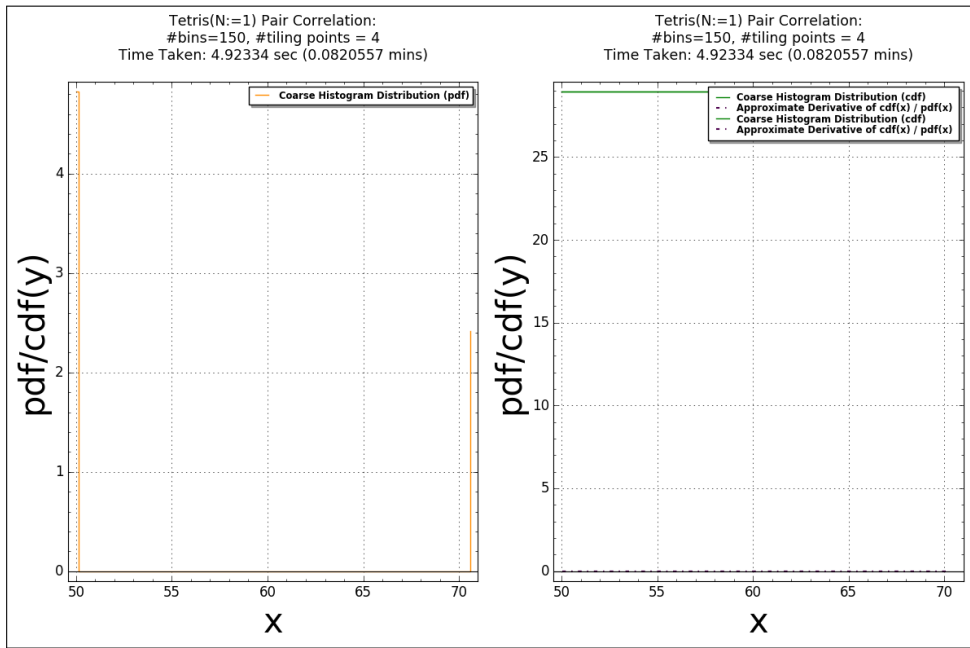 Tetris(N:=1) Pair Correlation:
#bins=150, #tiling points = 4
Time Taken: 4.92334 sec (0.0820557 mins)
Coarse Histogram Distribution (pdf)
pdf/cdf(y)
4
3
2
1
0
50
55
60
65
70
x
Tetris(N:=1) Pair Correlation:
#bins=150, #tiling points = 4
Time Taken: 4.92334 sec (0.0820557 mins)
Coarse Histogram Distribution (cdf)
Approximate Derivative of cdf(x) / pdf(x)
Coarse Histogram Distribution (cdf)
Approximate Derivative of cdf(x) / pdf(x)
pdf/cdf(y)
25
20
15
10
5
0
50
55
60
65
70
x